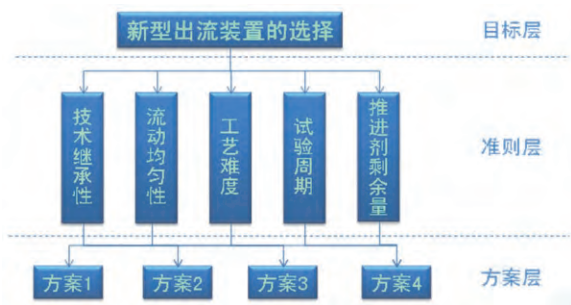 新型出流装置的选择
目标层
技术继承性
流动均匀性
工艺难度
试验周期
推进剂剩余量
准则层
方案1
方案2
方案3
方案4
方案层